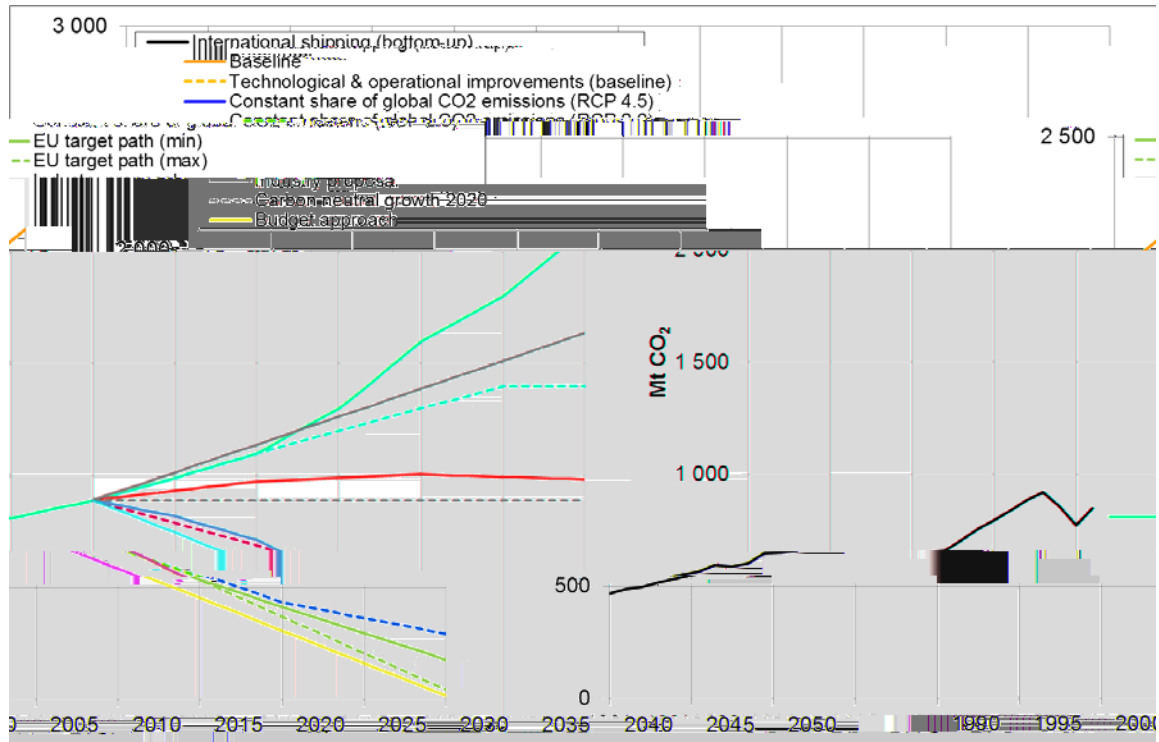 3 000
International shipping (bottom-up)
Baseline
Technological & operational improvements (baseline)
Constant share of global CO2 emissions (RCP 4.5)
2 500
EU target path (min)
EU target path (max)
Industry proposal
Carbon neutral growth 2020
Budget approach
Mt CO2
1 500
1 000
500
0
2005 2010 2015 2020 2025 2030 2035 2040 2045 2050 1990 1995 2000